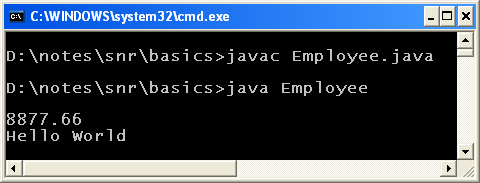 C:\WINDOWS\system32\cmd.exe
D:\notes\snr\basics>javac Employee.java
D:\notes\snr\basics>java Employee
8877.66
Hello World